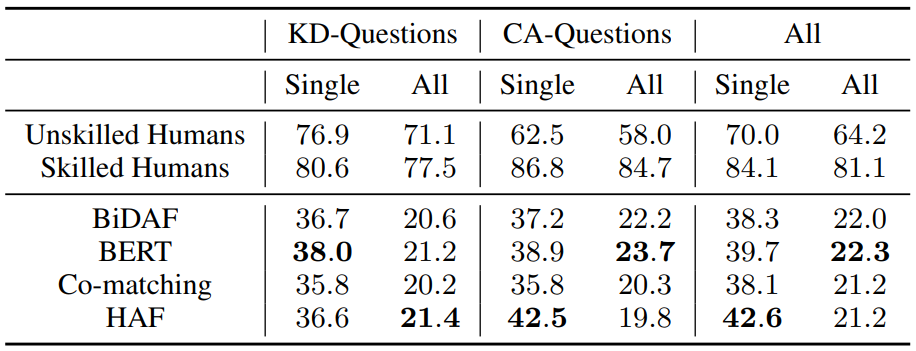 KD-Questions CA-Questions All
Single All Single All Single All
Unskilled Humans 76.9 71.1 62.5 58.0 70.0 64.2
Skilled Humans 80.6 77.5 86.8 84.7 84.1 81.1
BiDAF 36.7 20.6 37.2 22.2 38.3 22.0
BERT 38.0 21.2 38.9 23.7 39.7 22.3
Co-matching 35.8 20.2 35.8 20.3 38.1 21.2
HAF 36.6 21.4 42.5 19.8 42.6 21.2